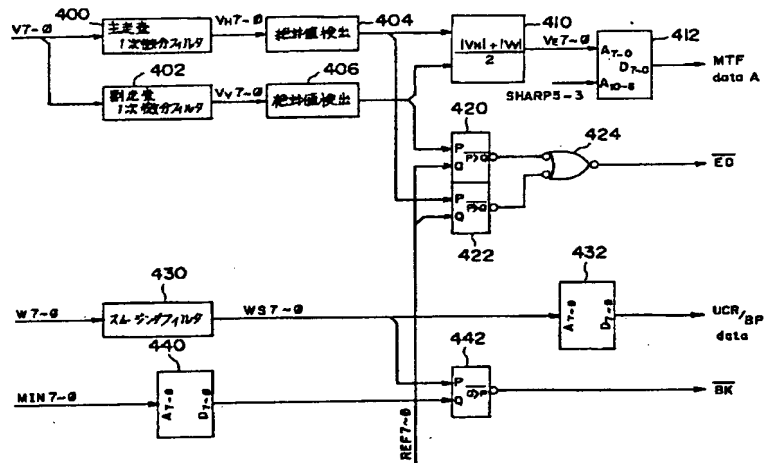 400
404
410
V7~0
主走査
1次微分フィルタ
VH7~0
絶対値検出
|VH| + |VV|
2
VE7~0
A7-0
D7-0
A10-8
412
MTF
data A
402
406
副走査
1次微分フィルタ
VV7~0
絶対値検出
SHARP5-3
420
424
P
Q
P>Q
ED
P
Q
P>Q
422
430
432
W7~0
スムージングフィルタ
WS7~0
A7-0
D7-0
UCR/BP
data
440
442
MIN7~0
A7-0
D7-0
P
Q
Q>P
BK
REF7~0